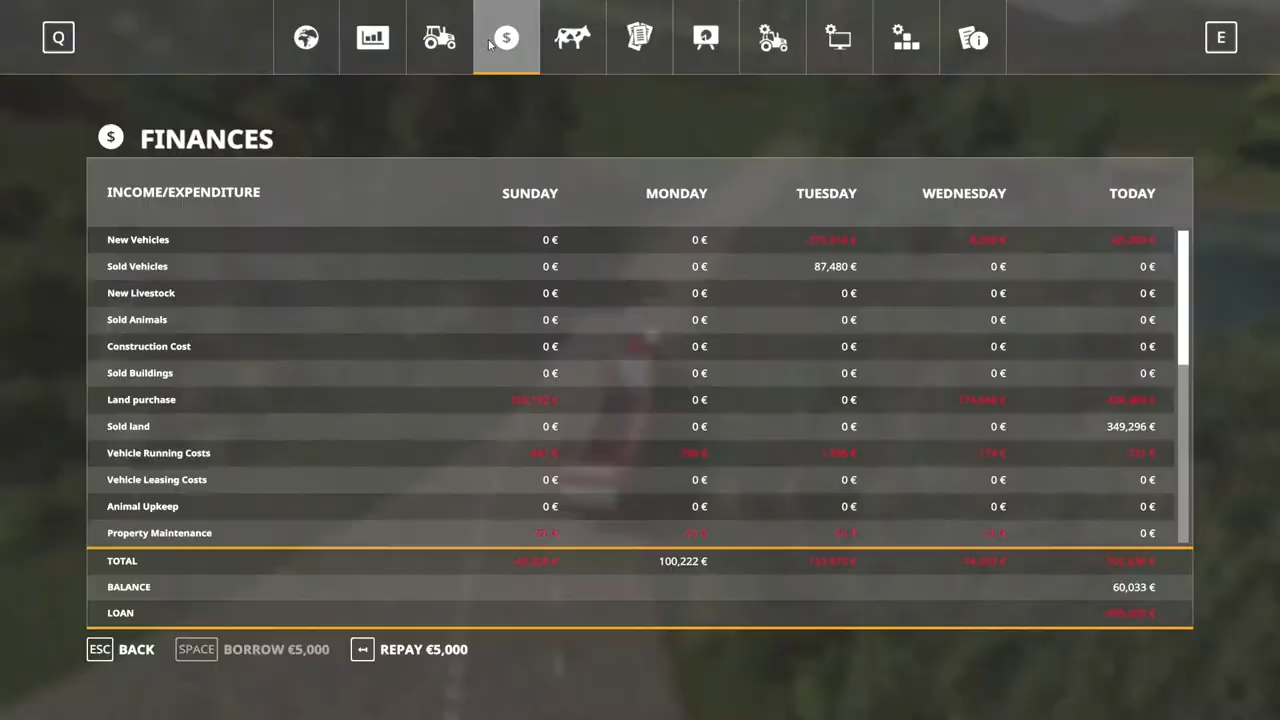 Q
$
E
$ FINANCES
INCOME/EXPENDITURE SUNDAY MONDAY TUESDAY WEDNESDAY TODAY
New Vehicles 0 € 0 €
Sold Vehicles 0 € 0 € 87,480 € 0 € 0 €
New Livestock 0 € 0 € 0 € 0 € 0 €
Sold Animals 0 € 0 € 0 € 0 € 0 €
Construction Cost 0 € 0 € 0 € 0 € 0 €
Sold Buildings 0 € 0 € 0 € 0 € 0 €
Land purchase 0 € 0 €
Sold land 0 € 0 € 0 € 0 € 349,296 €
Vehicle Running Costs
Vehicle Leasing Costs 0 € 0 € 0 € 0 € 0 €
Animal Upkeep 0 € 0 € 0 € 0 € 0 €
Property Maintenance 0 €
TOTAL 100,222 €
BALANCE 60,033 €
LOAN
ESC BACK SPACE BORROW €5,000 REPAY €5,000